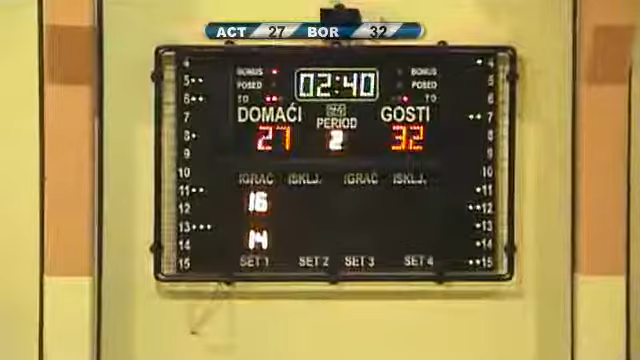 ACT 27 BOR 32
BONUS 02:40 BONUS
POSED POSED
TO TO
DOMAĆI PERIOD GOSTI
27 2 32
IGRAČ ISKLJ. IGRAČ ISKLJ.
16
14
SET 1 SET 2 SET 3 SET 4
4 4
5 5
6 6
7 7
8 8
9 9
10 10
11 11
12 12
13 13
14 14
15 15